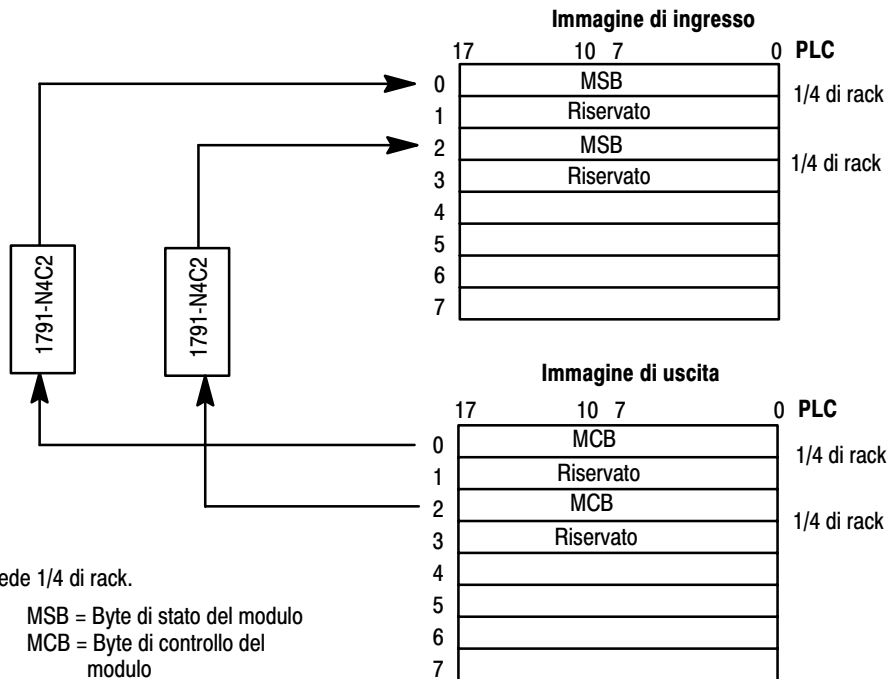 Immagine di ingresso
17 10 7 0 PLC
0 MSB 1/4 di rack
1 Riservato
2 MSB 1/4 di rack
3 Riservato
4
5
6
7
1791-N4C2
1791-N4C2
Immagine di uscita
17 10 7 0 PLC
0 MCB 1/4 di rack
1 Riservato
2 MCB 1/4 di rack
3 Riservato
4
5
6
7
ede 1/4 di rack.
MSB = Byte di stato del modulo
MCB = Byte di controllo del
modulo